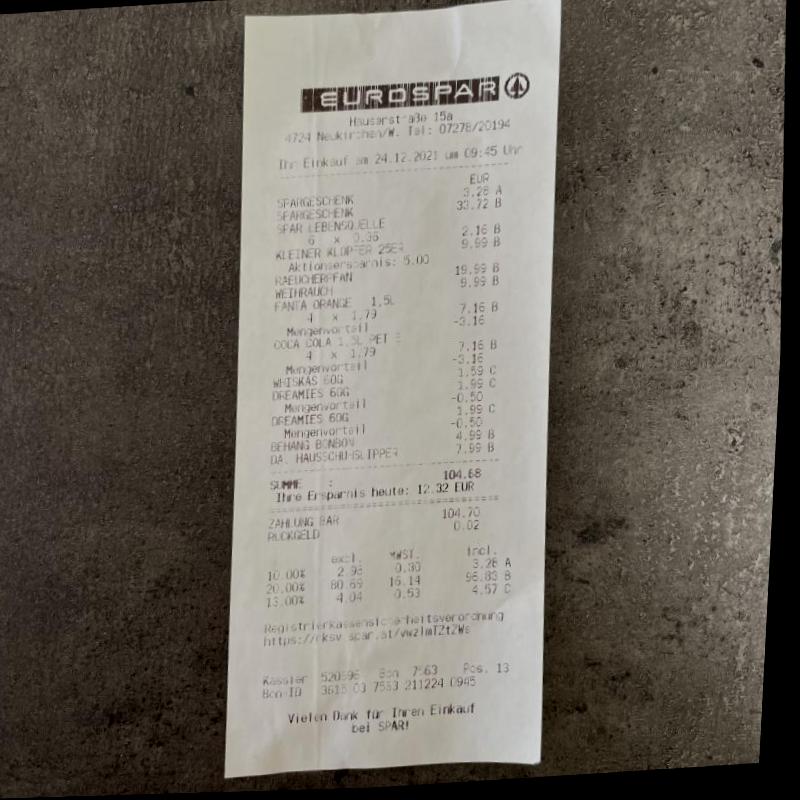 EUROSPAR
Hauserstraße 15a
4724 Neukirchen/W. Tel: 07278/20194
Ihr Einkauf am 24.12.2021 um 09:45 Uhr
EUR
SPARGESCHENK 3.28 A
SPARGESCHENK 33.72 B
SPAR LEBENSQUELLE
6 x 0.36 2.16 B
KLEINER KLOPFER 25ER 9.99 B
Aktionsersparnis: 5.00
RAEUCHERPFAN 19.99 B
WEIHRAUCH 9.99 B
FANTA ORANGE 1,5L
4 x 1.79 7.16 B
Mengenvorteil -3.16
COCA COLA 1.5L PET
4 x 1.79 7.16 B
Mengenvorteil -3.16
WHISKAS 60G 1.59 C
DREAMIES 60G 1.99 C
Mengenvorteil -0.50
DREAMIES 60G 1.99 C
Mengenvorteil -0.50
BEHANG BONBON 4.99 B
DA. HAUSSCHUHSLIPPER 7.99 B
SUMME : 104.68
Ihre Ersparnis heute: 12.32 EUR
ZAHLUNG BAR 104.70
RÜCKGELD 0.02
excl. MWST. incl.
10.00% 2.98 0.30 3.28 A
20.00% 80.69 16.14 96.83 B
13.00% 4.04 0.53 4.57 C
Registrierkassensicherheitsverordnung
https://rksv.spar.at/
Kassier 520596 Bon 7563 Pos. 13
Bon-ID 3615 03 7563 211224 0945
Vielen Dank für Ihren Einkauf
bei SPAR!